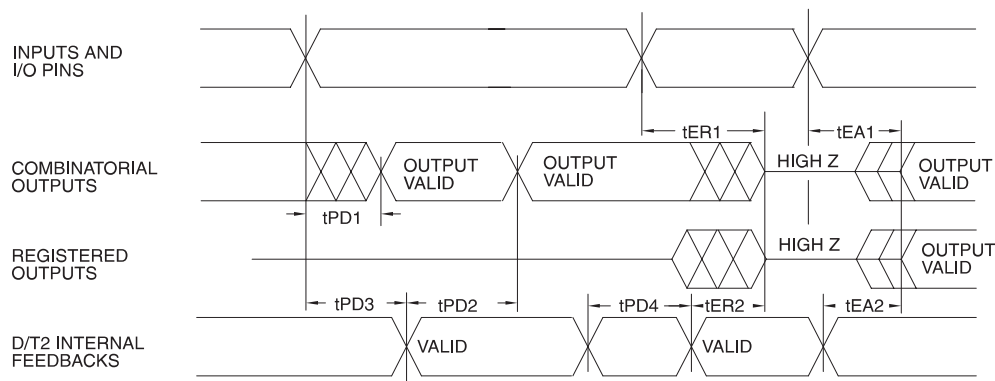 INPUTS AND
I/O PINS
tER1
tEA1
COMBINATORIAL
OUTPUTS
OUTPUT
VALID
OUTPUT
VALID
HIGH Z
OUTPUT
VALID
tPD1
REGISTERED
OUTPUTS
HIGH Z
OUTPUT
VALID
tPD3
tPD2
tPD4
tER2
tEA2
D/T2 INTERNAL
FEEDBACKS
VALID
VALID